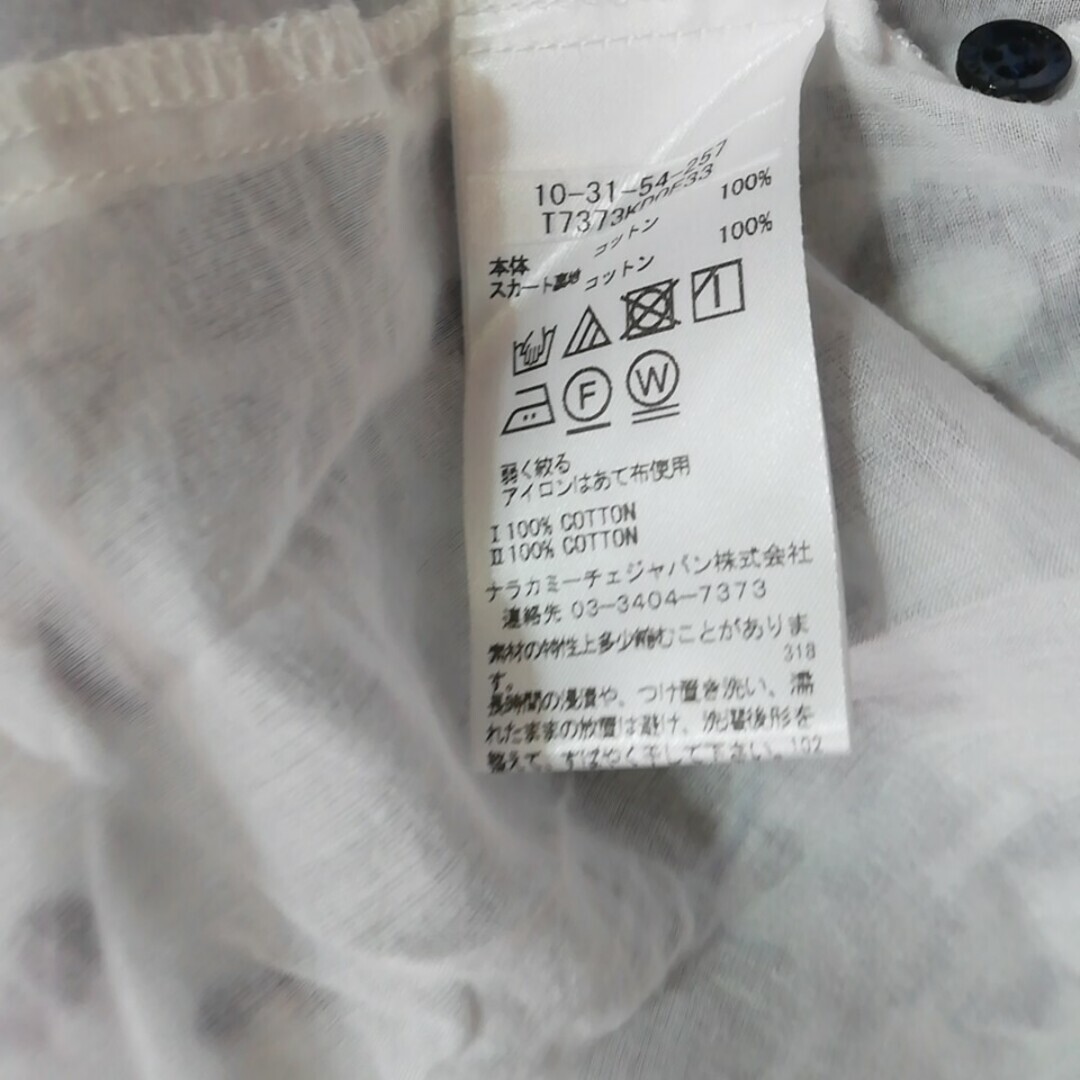 10-31-54-257
T7373
コットン 100%
本体
スカート裏地 コットン 100%
F W
弱く絞る
アイロンはあて布使用
Ⅰ100% COTTON
Ⅱ100% COTTON
ナラカミーチェジャパン株式会社
連絡先 03-3404-7373
素材の特性上多少縮むことがありま
す。 318
長時間の浸漬や、つけ置き洗い、濡
れたままの放置は避け、洗濯後形を
整えて、すばやく干して下さい。102